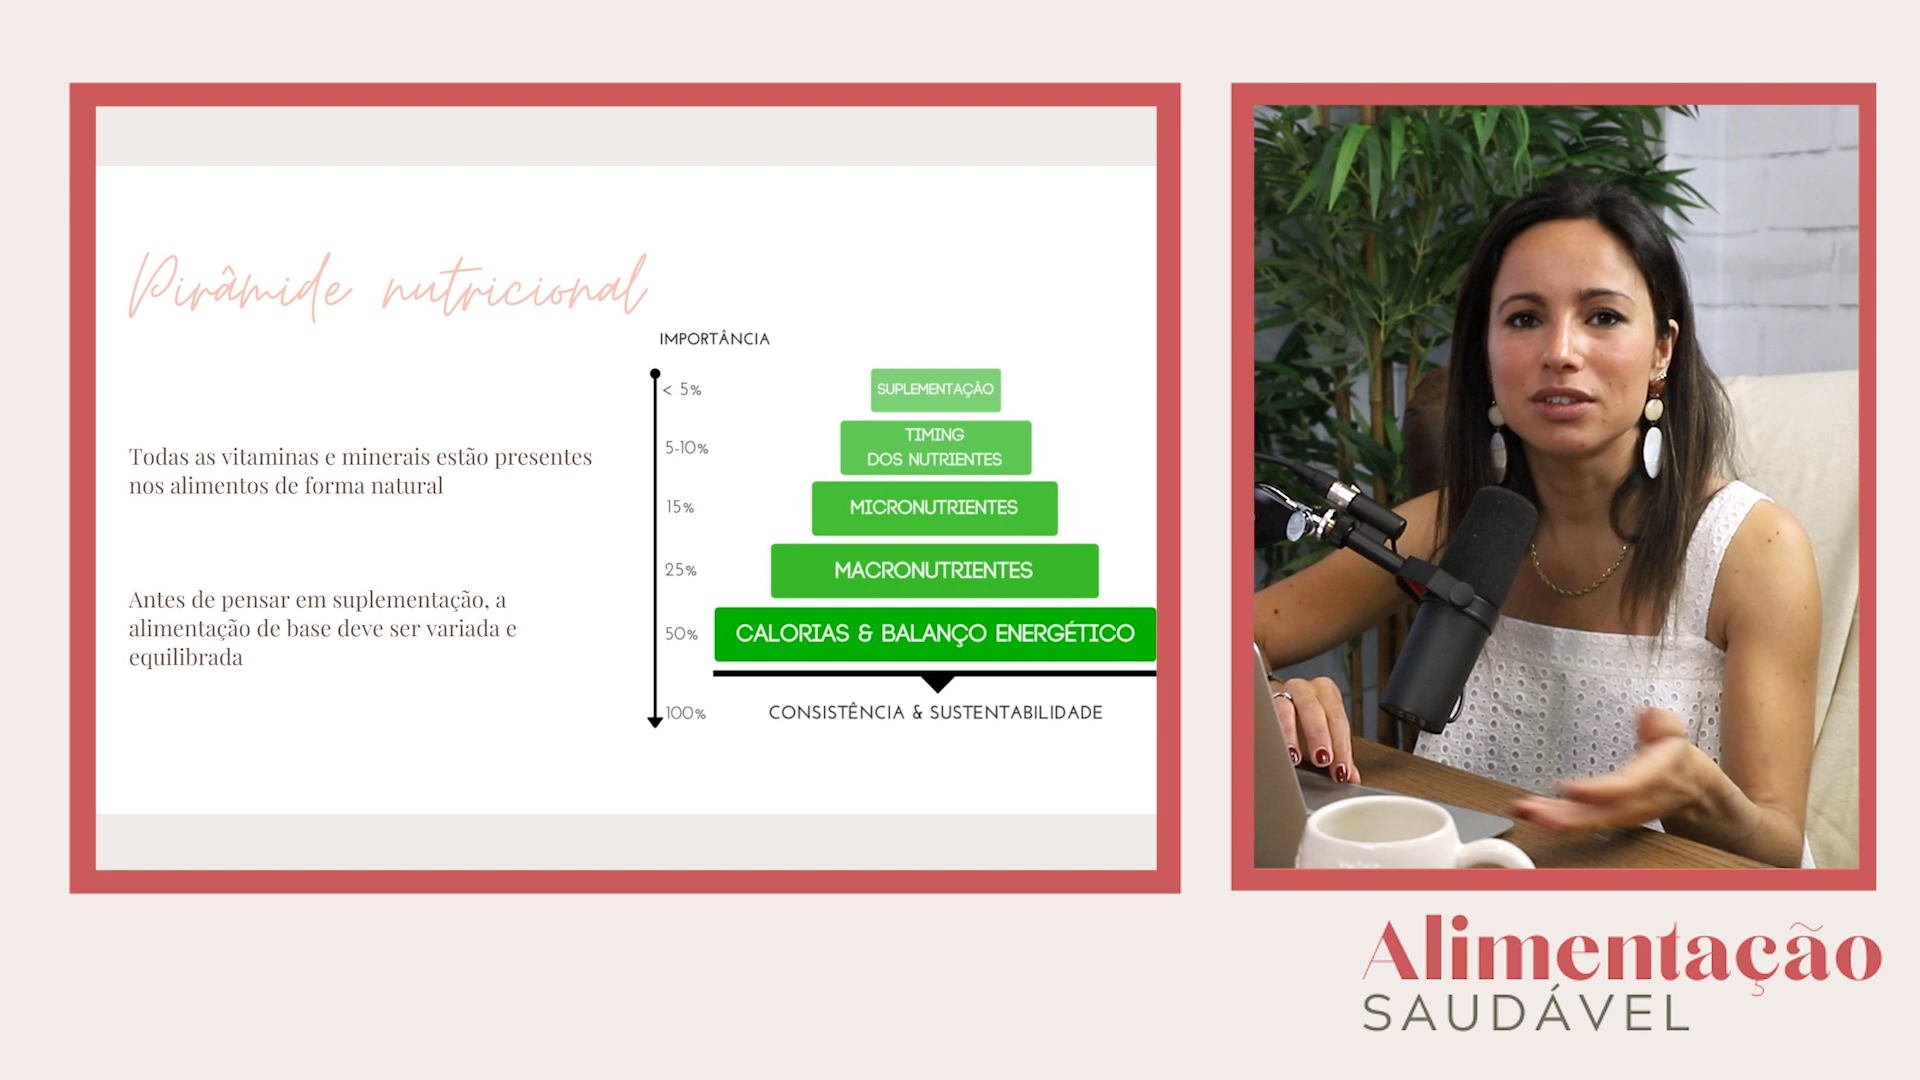 Pirâmide nutricional
Todas as vitaminas e minerais estão presentes
nos alimentos de forma natural
Antes de pensar em suplementação, a
alimentação de base deve ser variada e
equilibrada
IMPORTÂNCIA
< 5%
SUPLEMENTAÇÃO
5-10%
TIMING
DOS NUTRIENTES
15%
MICRONUTRIENTES
25%
MACRONUTRIENTES
50%
CALORIAS & BALANÇO ENERGÉTICO
100%
CONSISTÊNCIA & SUSTENTABILIDADE
Alimentação
SAUDÁVEL